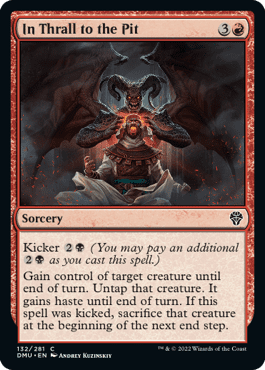 In Thrall to the Pit 3
Sorcery
Kicker 2 (You may pay an additional
2 as you cast this spell.)
Gain control of target creature until
end of turn. Untap that creature. It
gains haste until end of turn. If this
spell was kicked, sacrifice that creature
at the beginning of the next end step.
132/281 C
DMU • EN Andrey Kuzinskiy
™ & © 2022 Wizards of the Coast